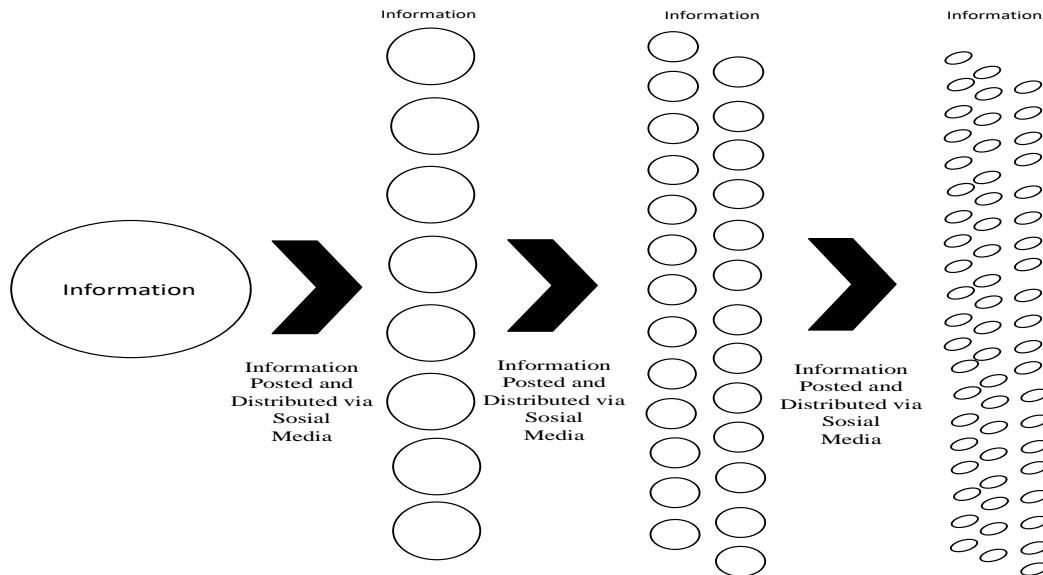 Information
Information
Information
Information
Information
Posted and
Distributed via
Sosial
Media
Information
Posted and
Distributed via
Sosial
Media
Information
Posted and
Distributed via
Sosial
Media